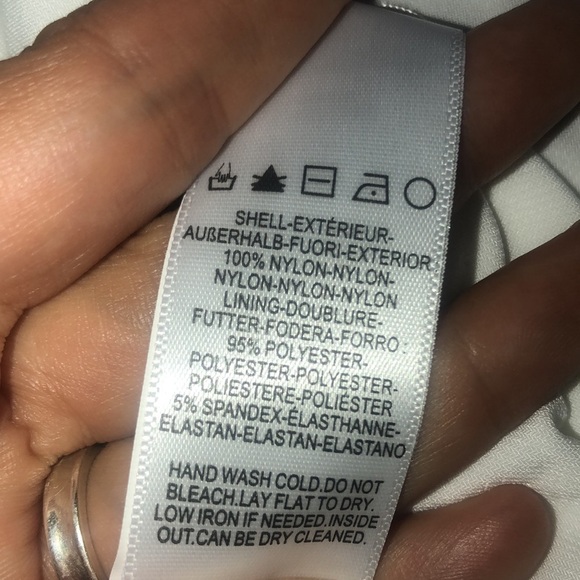 SHELL-EXTÉRIEUR-
AUßERHALB-FUORI-EXTERIOR
100% NYLON-NYLON-
NYLON-NYLON-NYLON
LINING-DOUBLURE-
FUTTER-FODERA-FORRO-
95% POLYESTER-
POLYESTER-POLYESTER-
POLIESTERE-POLIÉSTER
5% SPANDEX-ÉLASTHANNE-
ELASTAN-ELASTAN-ELASTANO
HAND WASH COLD.DO NOT
BLEACH.LAY FLAT TO DRY.
LOW IRON IF NEEDED.INSIDE
OUT.CAN BE DRY CLEANED.